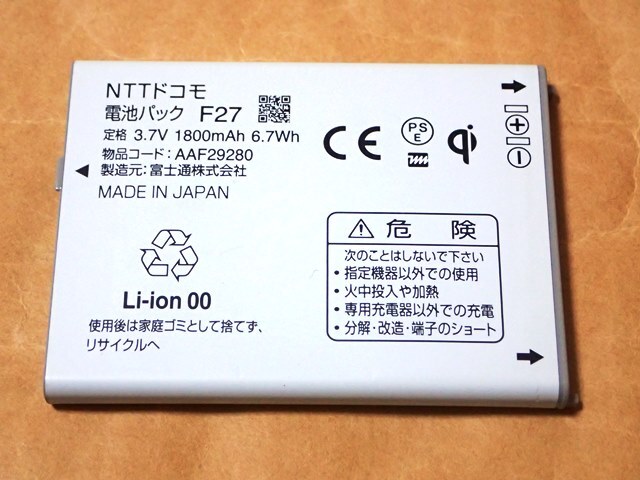 NTTドコモ
電池パック F27
定格 3.7V 1800mAh 6.7Wh
物品コード：AAF29280
製造元：富士通株式会社
MADE IN JAPAN
CE
PS
E
qi
危 険
次のことはしないで下さい
・指定機器以外での使用
・火中投入や加熱
・専用充電器以外での充電
・分解・改造・端子のショート
Li-ion 00
使用後は家庭ゴミとして捨てず、
リサイクルへ